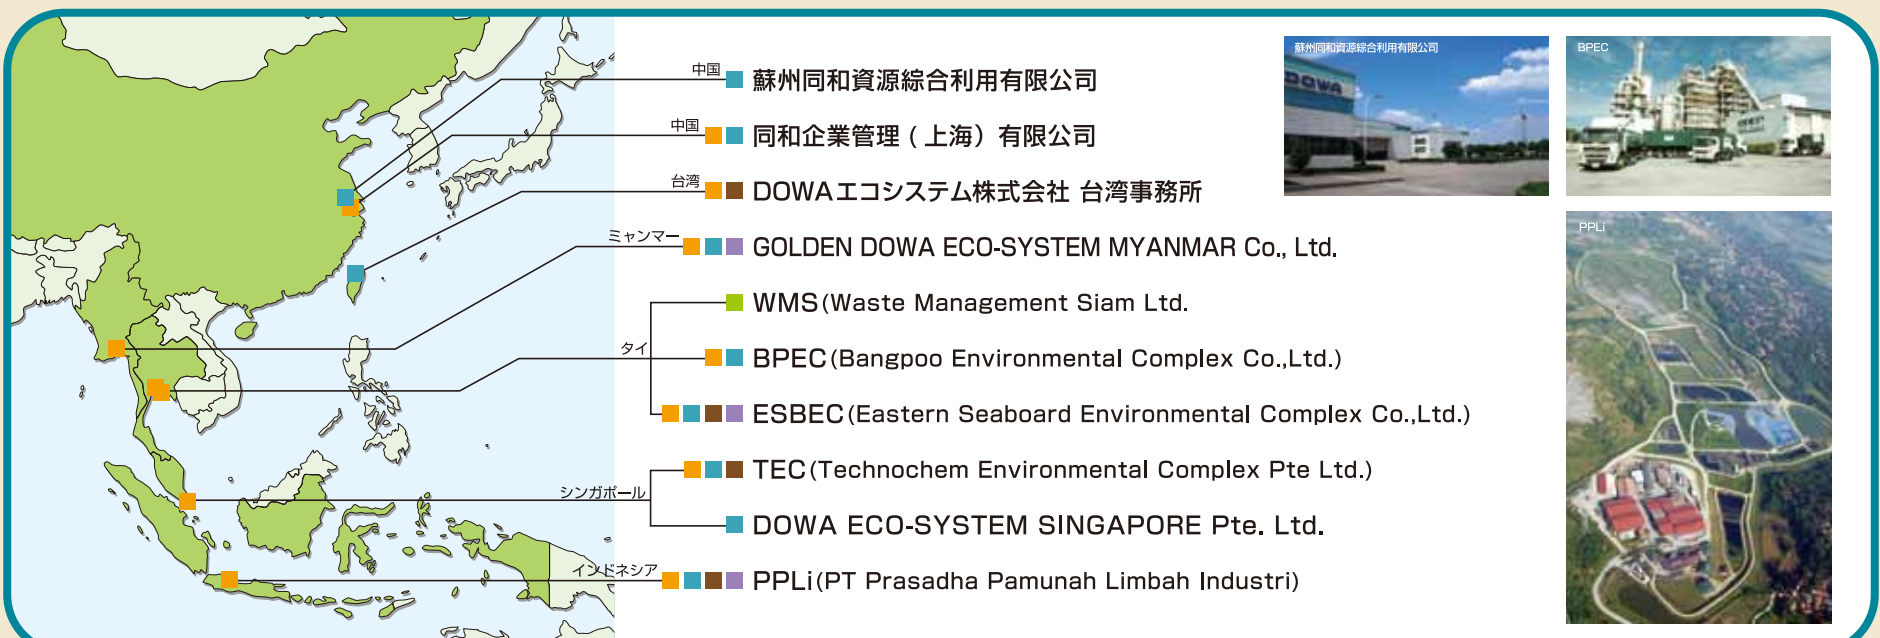 中国
蘇州同和資源綜合利用有限公司
中国
同和企業管理(上海)有限公司
台湾
DOWAエコシステム株式会社 台湾事務所
ミャンマー
GOLDEN DOWA ECO-SYSTEM MYANMAR Co., Ltd.
タイ
WMS(Waste Management Siam Ltd.
BPEC(Bangpoo Environmental Complex Co.,Ltd.)
ESBEC(Eastern Seaboard Environmental Complex Co.,Ltd.)
シンガポール
TEC(Technochem Environmental Complex Pte Ltd.)
DOWA ECO-SYSTEM SINGAPORE Pte. Ltd.
インドネシア
PPLi(PT Prasadha Pamunah Limbah Industri)
蘇州同和資源綜合利用有限公司
DOWA
BPEC
PPLi